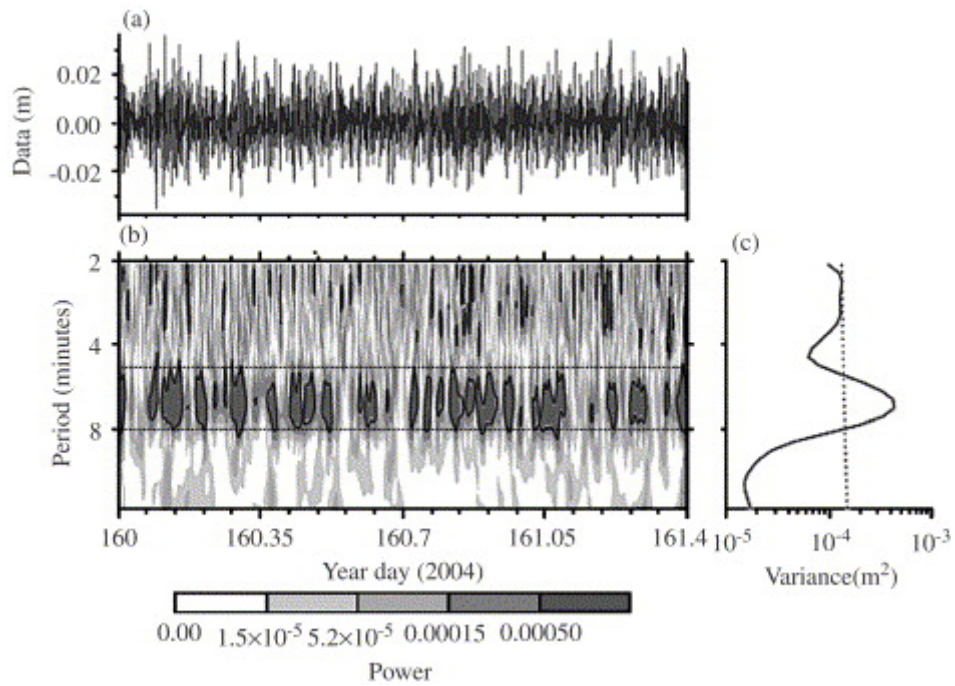 (a)
0.02
0.00
-0.02
Data (m)
(b)
(c)
2
4
8
Period (minutes)
160 160.35 160.7 161.05 161.4
10⁻⁵ 10⁻⁴ 10⁻³
Year day (2004)
Variance(m²)
0.00 1.5×10⁻⁵ 5.2×10⁻⁵ 0.00015 0.00050
Power